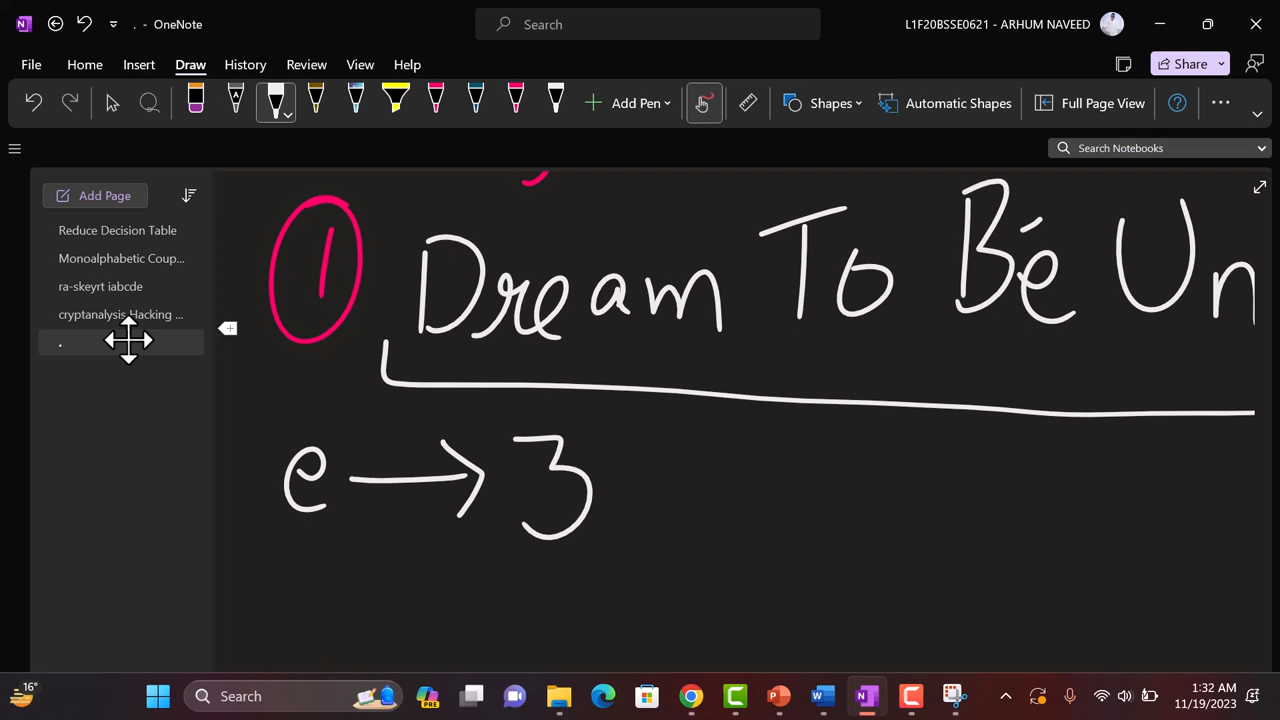 . - OneNote
Search
L1F20BSSE0621 - ARHUM NAVEED
File Home Insert Draw History Review View Help
Share
Add Pen
Shapes
Automatic Shapes
Full Page View
Search Notebooks
Add Page
Reduce Decision Table
Monoalphabetic Coup...
ra-skeyrt iabcde
cryptanalysis Hacking ...
.
1 Dream To Be Un
e → 3
16°
Search
PRE
1:32 AM
11/19/2023